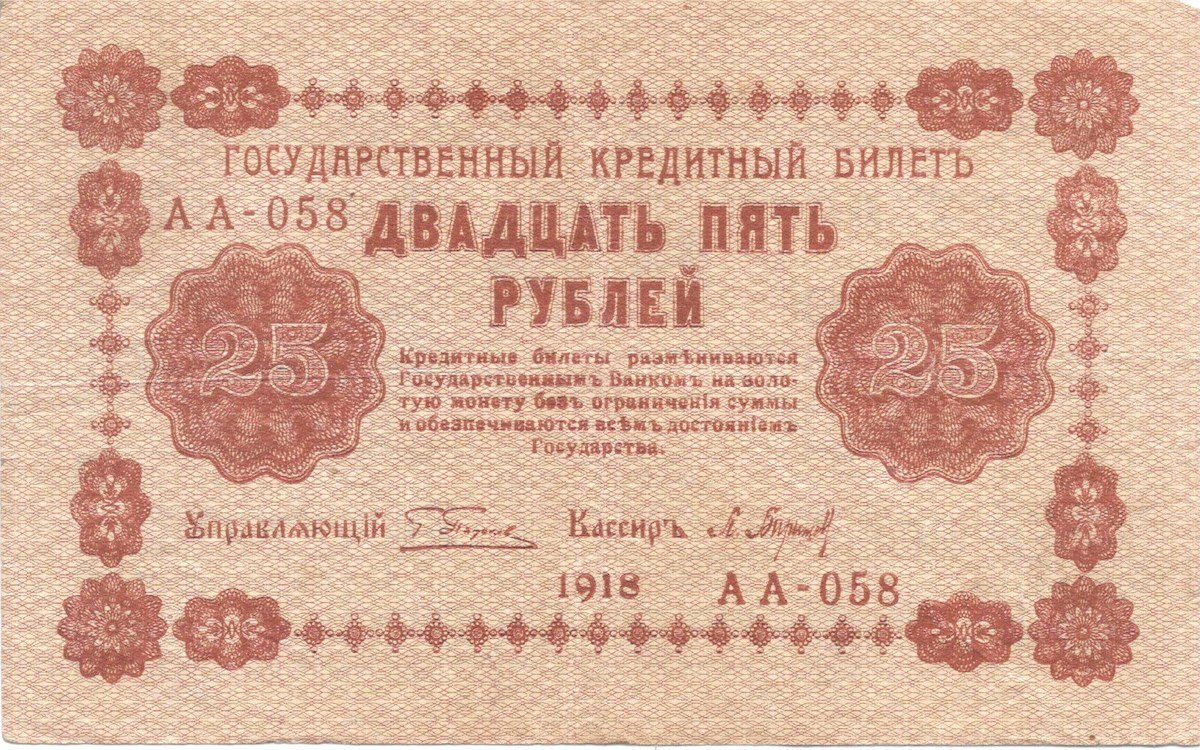 ГОСУДАРСТВЕННЫЙ КРЕДИТНЫЙ БИЛЕТЪ
АА-058
ДВАДЦАТЬ ПЯТЬ
РУБЛЕЙ
25
25
Кредитные билеты размѣниваются
Государственнымъ Банкомъ на золо-
тую монету безъ ограниченія суммы
и обезпечиваются всѣмъ достояніемъ
Государства.
Управляющій Кассиръ
1918 АА-058